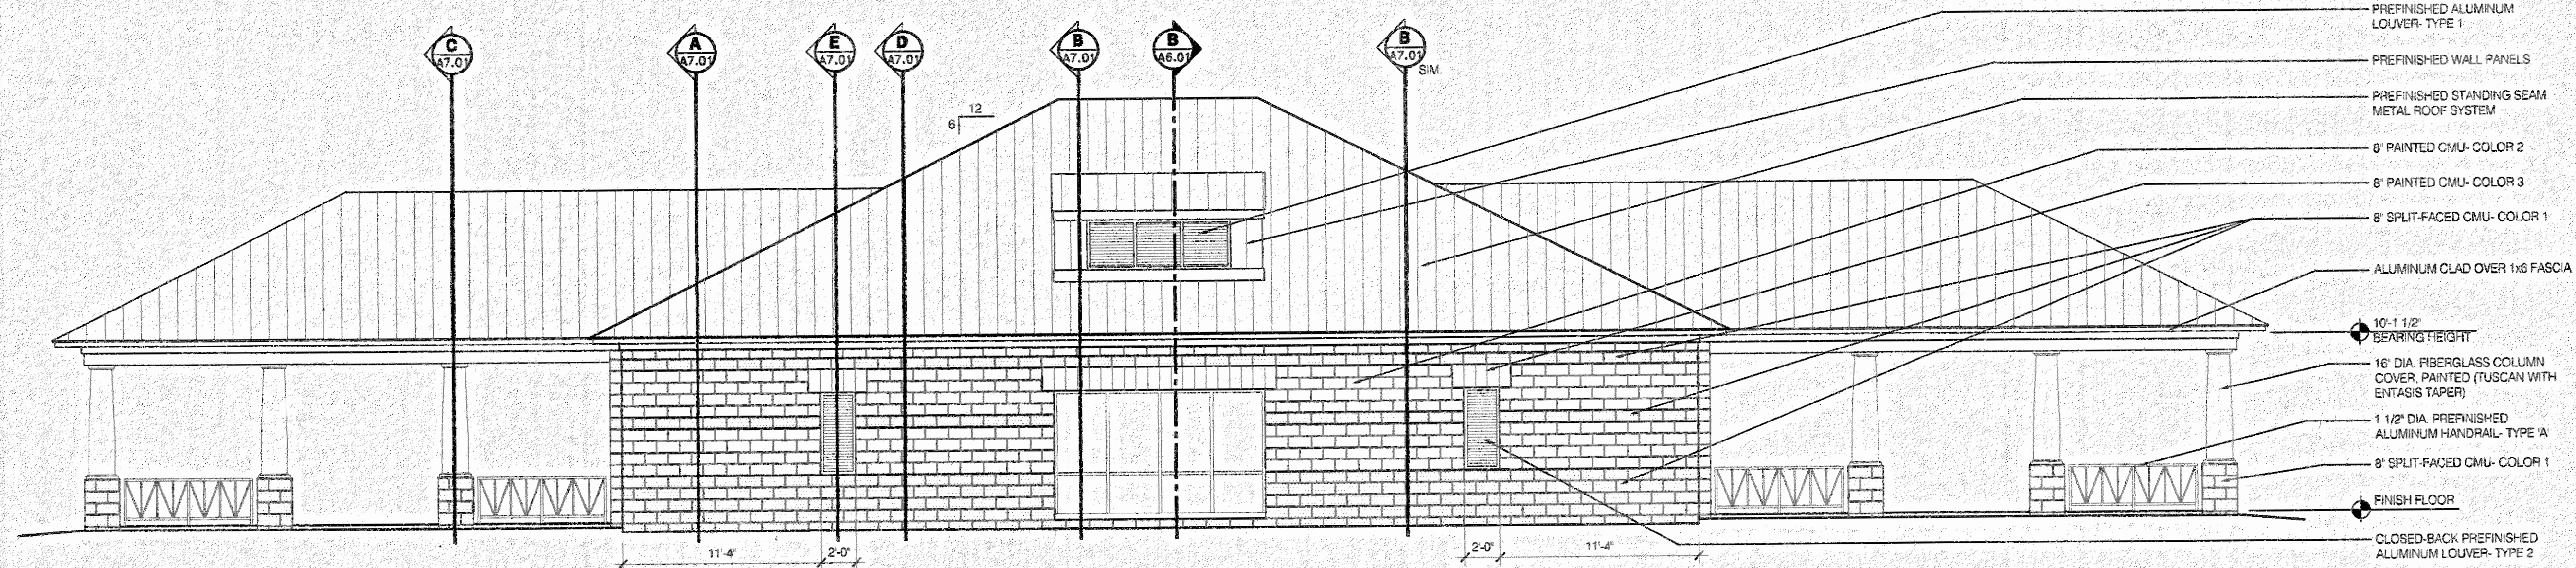 C
A7.01
A
A7.01
E
A7.01
D
A7.01
B
A7.01
B
A6.01
B
A7.01
SIM.
12
6
PREFINISHED ALUMINUM
LOUVER- TYPE 1
PREFINISHED WALL PANELS
PREFINISHED STANDING SEAM
METAL ROOF SYSTEM
8" PAINTED CMU- COLOR 2
8" PAINTED CMU- COLOR 3
8" SPLIT-FACED CMU- COLOR 1
ALUMINUM CLAD OVER 1x6 FASCIA
10'-1 1/2"
BEARING HEIGHT
16" DIA. FIBERGLASS COLUMN
COVER, PAINTED (TUSCAN WITH
ENTASIS TAPER)
1 1/2" DIA. PREFINISHED
ALUMINUM HANDRAIL- TYPE 'A'
8" SPLIT-FACED CMU- COLOR 1
FINISH FLOOR
CLOSED-BACK PREFINISHED
ALUMINUM LOUVER- TYPE 2
11'-4"
2'-0"
2'-0"
11'-4"